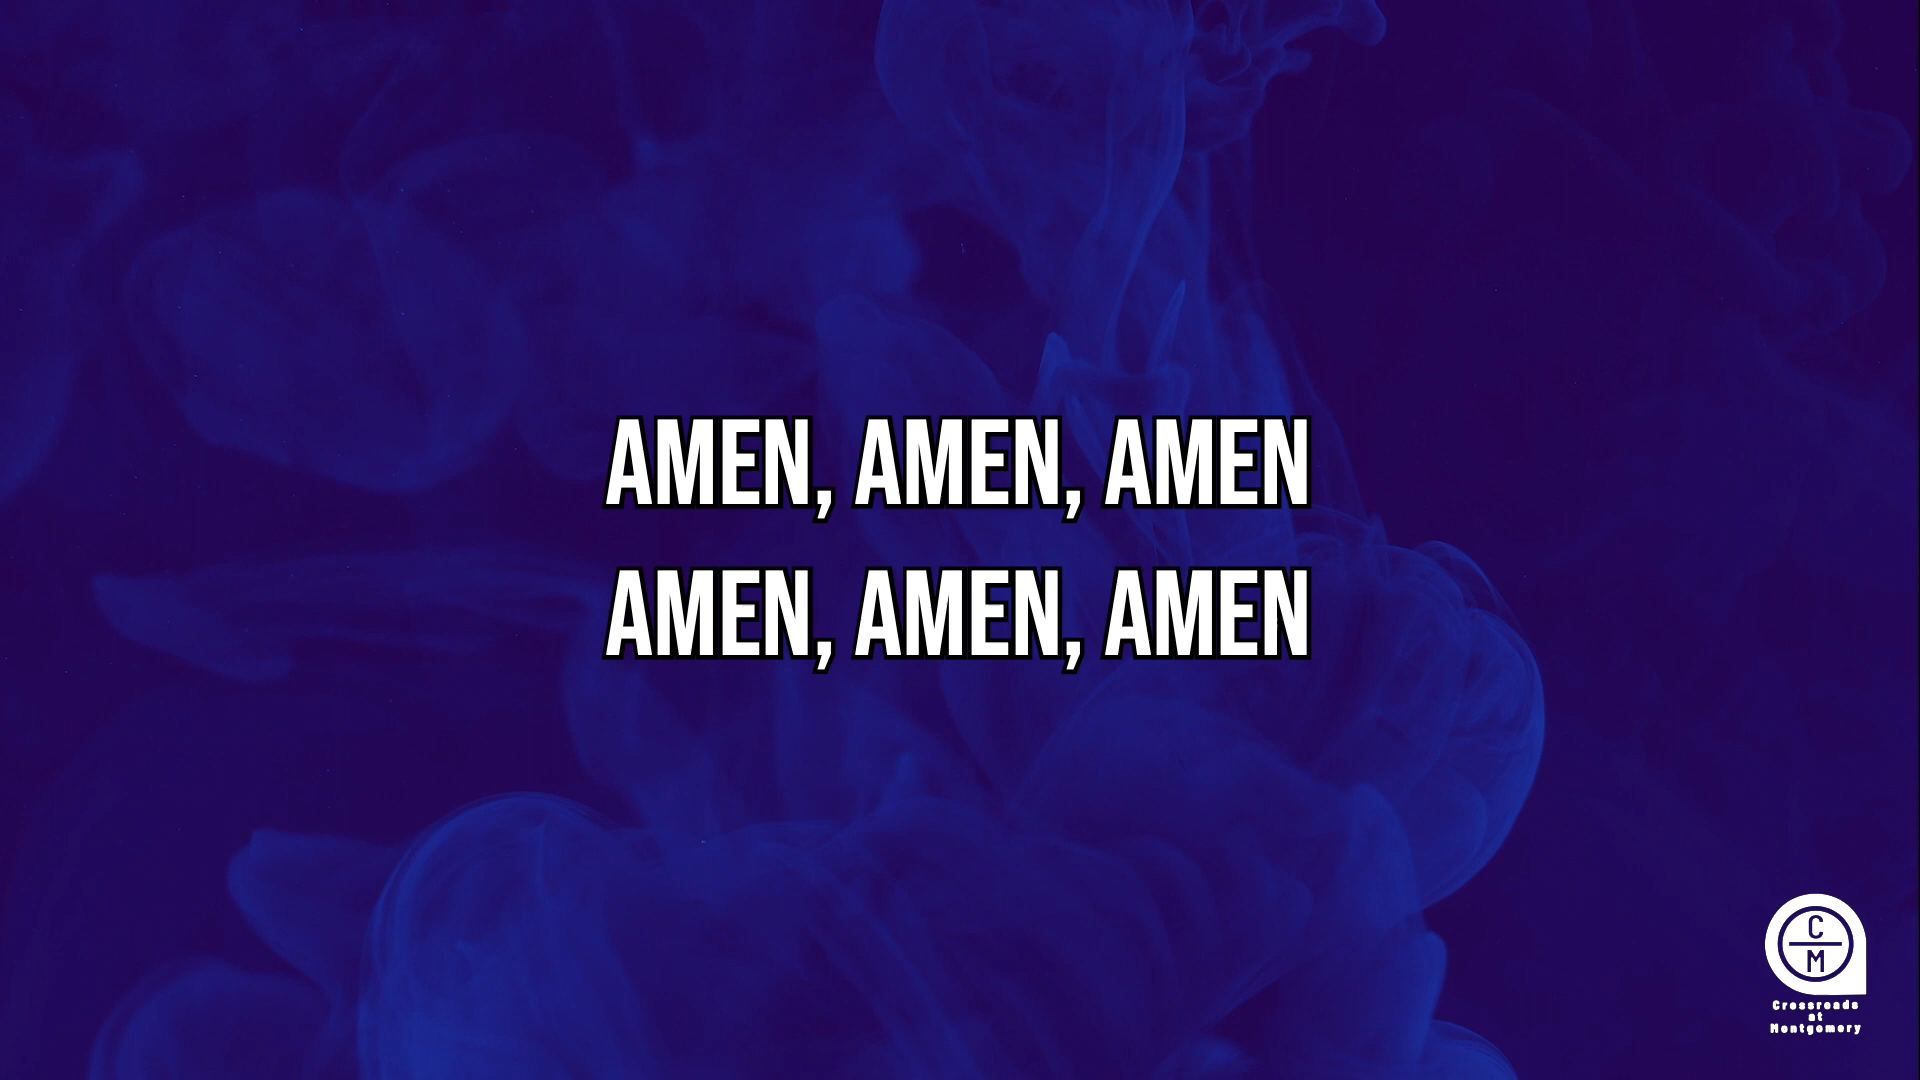 AMEN, AMEN, AMEN
AMEN, AMEN, AMEN
C
M
Crossroads
at
Montgomery